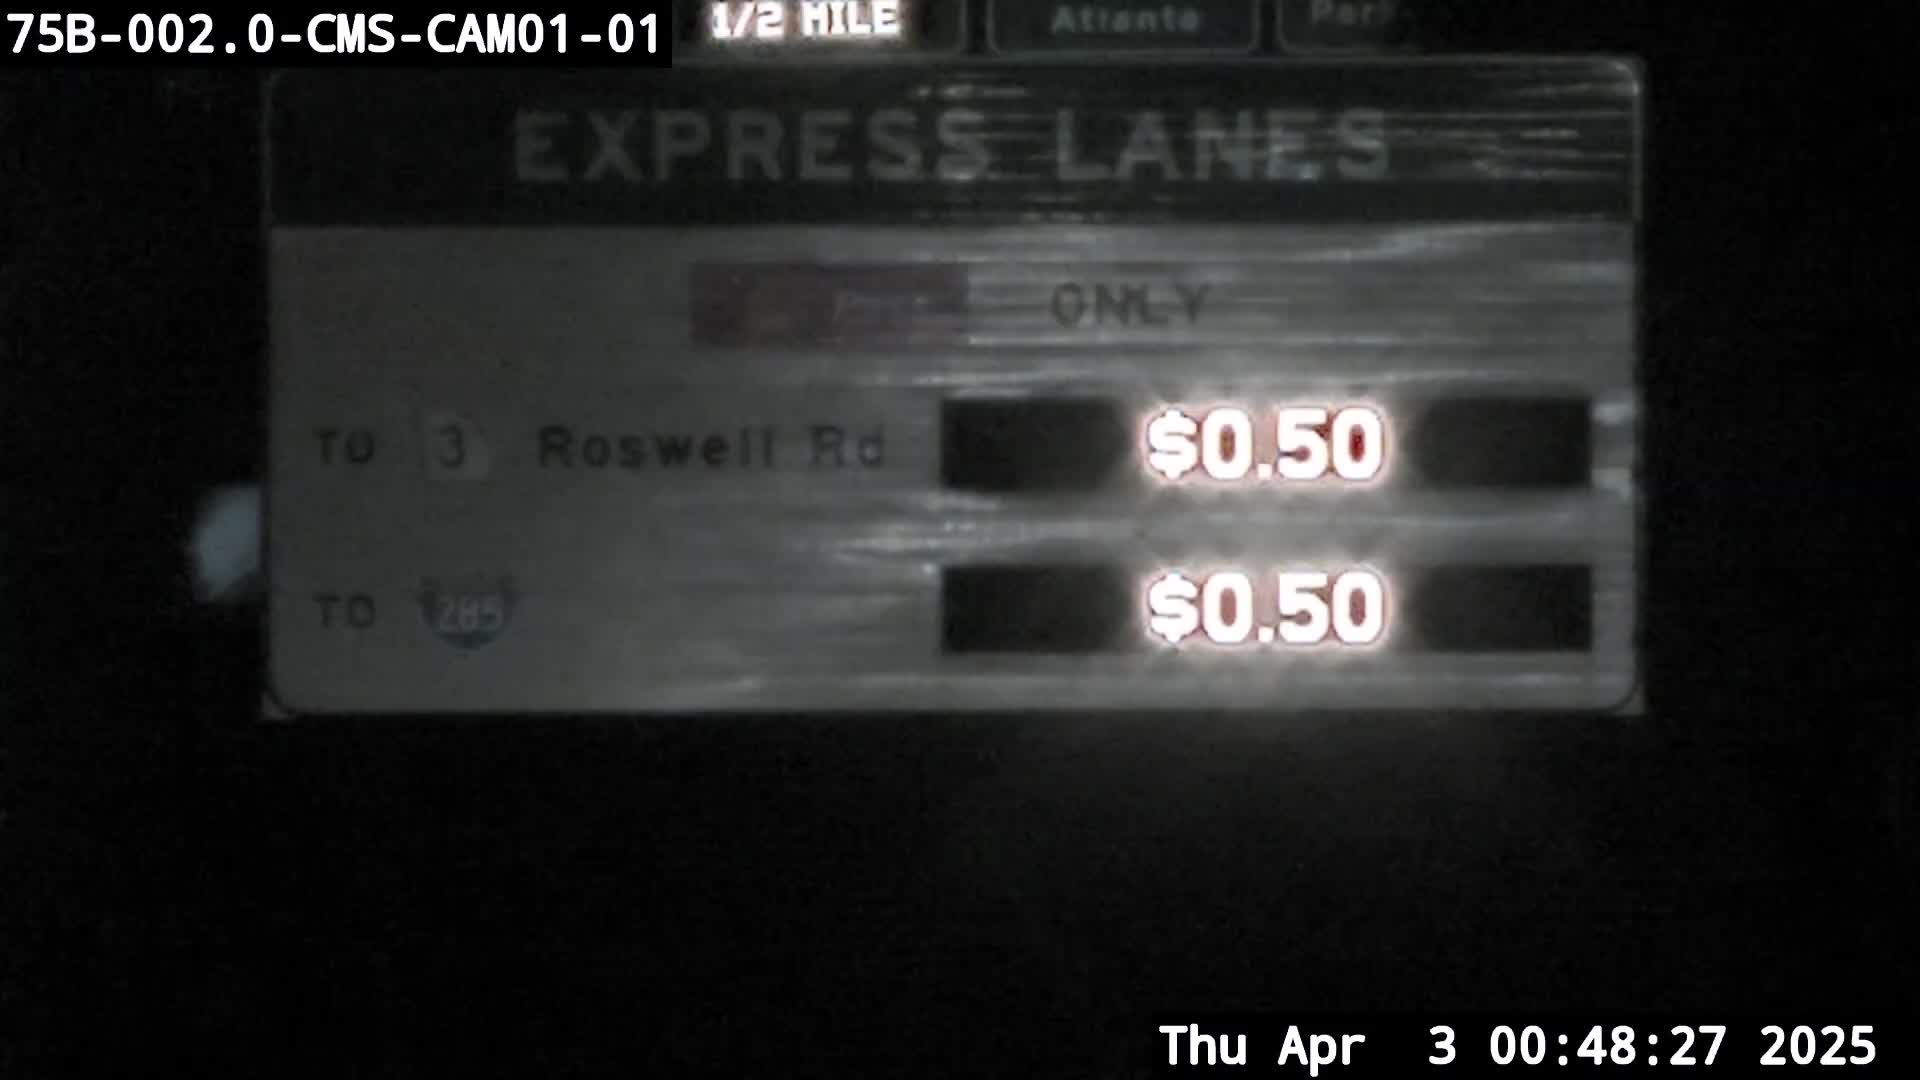 75B-002.0-CMS-CAM01-01
1/2 MILE
Atlanta
EXPRESS LANES
ONLY
TO 3 Roswell Rd $0.50
TO 285 $0.50
Thu Apr 3 00:48:27 2025